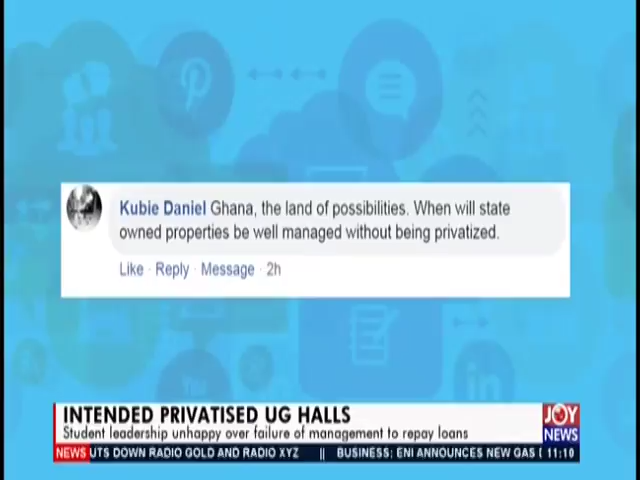 Kubie Daniel Ghana, the land of possibilities. When will state
owned properties be well managed without being privatized.
Like · Reply · Message · 2h
INTENDED PRIVATISED UG HALLS
Student leadership unhappy over failure of management to repay loans
JOY
NEWS
NEWS UTS DOWN RADIO GOLD AND RADIO XYZ || BUSINESS; ENI ANNOUNCES NEW GAS 11:10
You
in